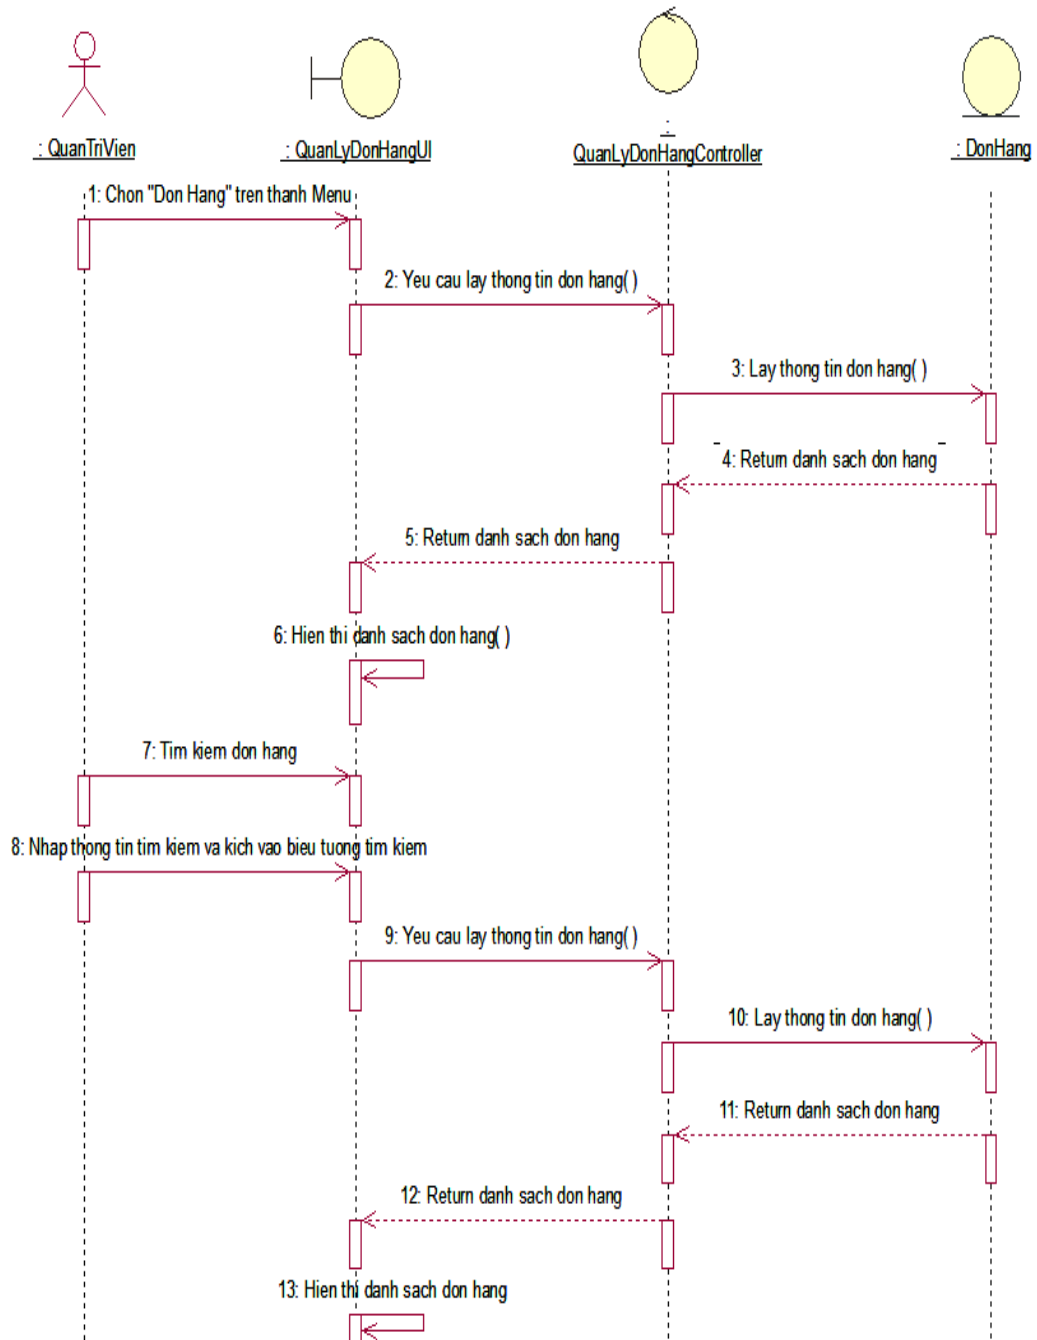 : QuanTriVien
: QuanLyDonHangUI
:
QuanLyDonHangController
: DonHang
1: Chon "Don Hang" tren thanh Menu
2: Yeu cau lay thong tin don hang( )
3: Lay thong tin don hang( )
4: Return danh sach don hang
5: Return danh sach don hang
6: Hien thi danh sach don hang( )
7: Tim kiem don hang
8: Nhap thong tin tim kiem va kich vao bieu tuong tim kiem
9: Yeu cau lay thong tin don hang( )
10: Lay thong tin don hang( )
11: Return danh sach don hang
12: Return danh sach don hang
13: Hien thi danh sach don hang